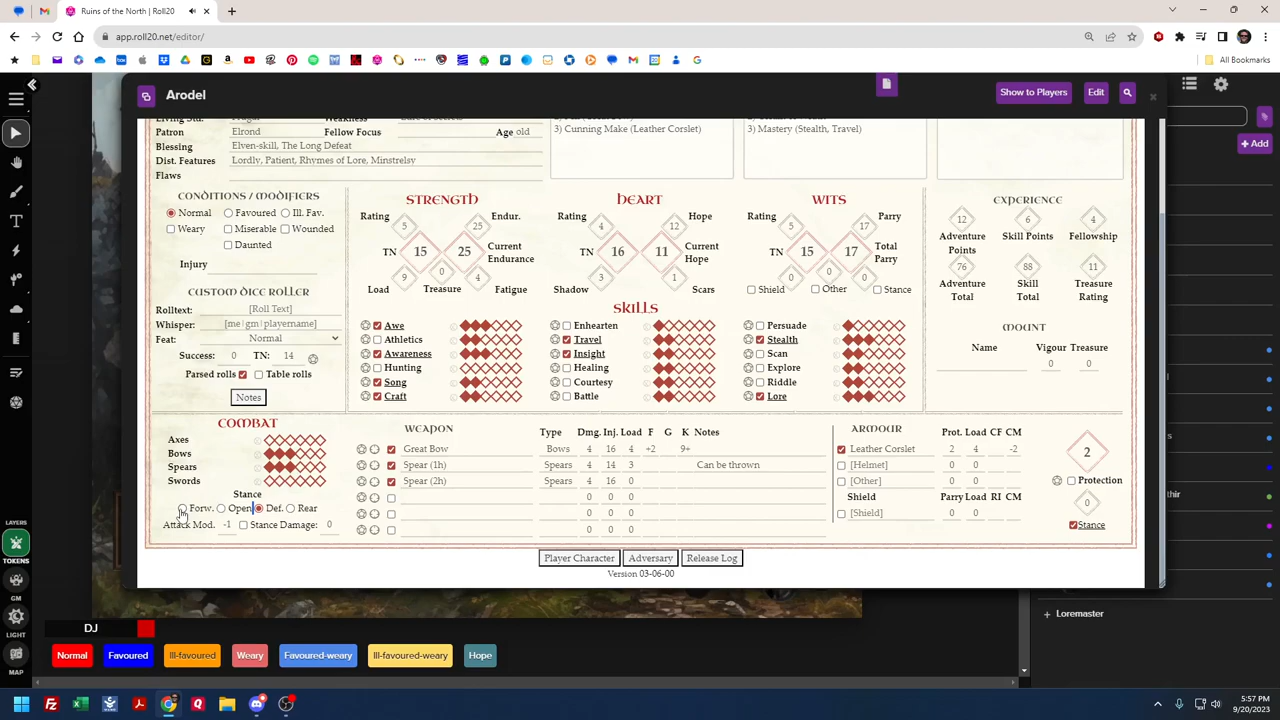 Ruins of the North | Roll20
app.roll20.net/editor/
All Bookmarks
Arodel
Show to Players
Edit
+ Add
Patron Elrond Fellow Focus Age old
Blessing Elven-skill, The Long Defeat
Dist. Features Lordly, Patient, Rhymes of Lore, Minstrelsy
Flaws
3) Cunning Make (Leather Corslet)
3) Mastery (Stealth, Travel)
CONDITIONS / MODIFIERS
Normal Favoured Ill. Fav.
Weary Miserable Wounded
Daunted
Injury
CUSTOM DICE ROLLER
Rolltext: [Roll Text]
Whisper: [me|gm|playername]
Feat: Normal
Success: 0 TN: 14
Parsed rolls Table rolls
Notes
STRENGTH
Rating 5 25 Endur.
TN 15 25 Current Endurance
9 0 4
Load Treasure Fatigue
HEART
Rating 4 12 Hope
TN 16 11 Current Hope
3 1
Shadow Scars
WITS
Rating 5 17 Parry
TN 15 17 Total Parry
0 0 0
Shield Other Stance
SKILLS
Awe Enhearten Persuade
Athletics Travel Stealth
Awareness Insight Scan
Hunting Healing Explore
Song Courtesy Riddle
Craft Battle Lore
EXPERIENCE
12 6 4
Adventure Points Skill Points Fellowship
76 88 11
Adventure Total Skill Total Treasure Rating
MOUNT
Name Vigour Treasure
0 0
COMBAT
Axes
Bows
Spears
Swords
Stance
Forw. Open Def. Rear
Attack Mod. -1 Stance Damage: 0
WEAPON Type Dmg. Inj. Load F G K Notes
Great Bow Bows 4 16 4 +2 9+
Spear (1h) Spears 4 14 3 Can be thrown
Spear (2h) Spears 4 16 0
0 0 0
0 0 0
0 0 0
ARMOUR Prot. Load CF CM
Leather Corslet 2 4 -2
[Helmet] 0 0
[Other] 0 0
Shield Parry Load RI CM
[Shield] 0 0
2
Protection
0
Stance
Player Character Adversary Release Log
Version 03-06-00
thir
+ Loremaster
LAYERS
TOKENS
GM
LIGHT
MAP
DJ
Normal Favoured Ill-favoured Weary Favoured-weary Ill-favoured-weary Hope
5:57 PM
9/20/2023